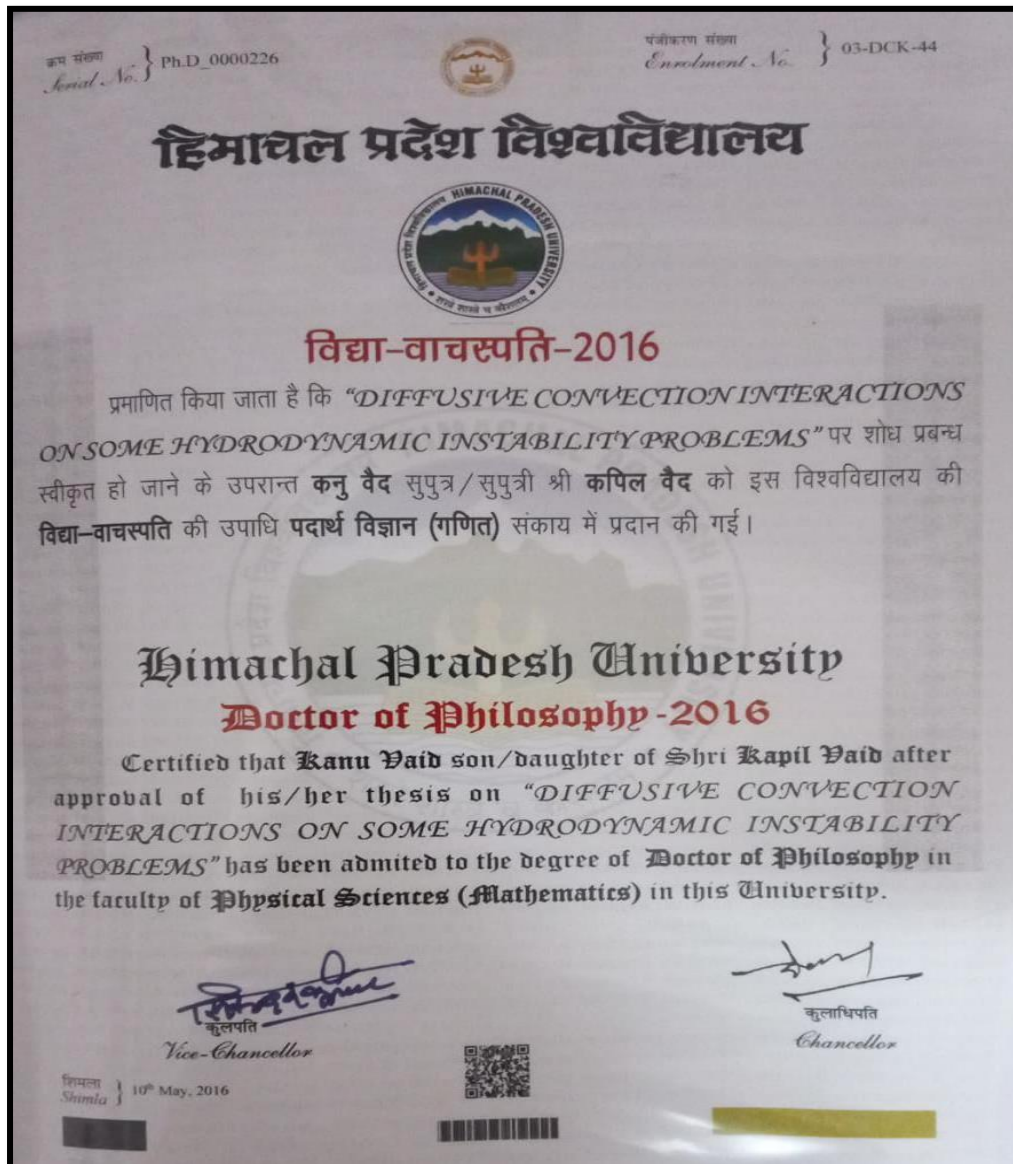 क्रम संख्या
Serial No. } Ph.D_0000226
पंजीकरण संख्या
Enrolment No. } 03-DCK-44
हिमाचल प्रदेश विश्वविद्यालय
HIMACHAL PRADESH UNIVERSITY
विद्या-वाचस्पति-2016
प्रमाणित किया जाता है कि "DIFFUSIVE CONVECTION INTERACTIONS
ON SOME HYDRODYNAMIC INSTABILITY PROBLEMS" पर शोध प्रबन्ध
स्वीकृत हो जाने के उपरान्त कनु वैद सुपुत्र/सुपुत्री श्री कपिल वैद को इस विश्वविद्यालय की
विद्या-वाचस्पति की उपाधि पदार्थ विज्ञान (गणित) संकाय में प्रदान की गई।
Himachal Pradesh University
Doctor of Philosophy-2016
Certified that Kanu Vaid son/daughter of Shri Kapil Vaid after
approval of his/her thesis on "DIFFUSIVE CONVECTION
INTERACTIONS ON SOME HYDRODYNAMIC INSTABILITY
PROBLEMS" has been admited to the degree of Doctor of Philosophy in
the faculty of Physical Sciences (Mathematics) in this University.
कुलपति
Vice-Chancellor
कुलाधिपति
Chancellor
शिमला
Shimla } 10th May, 2016